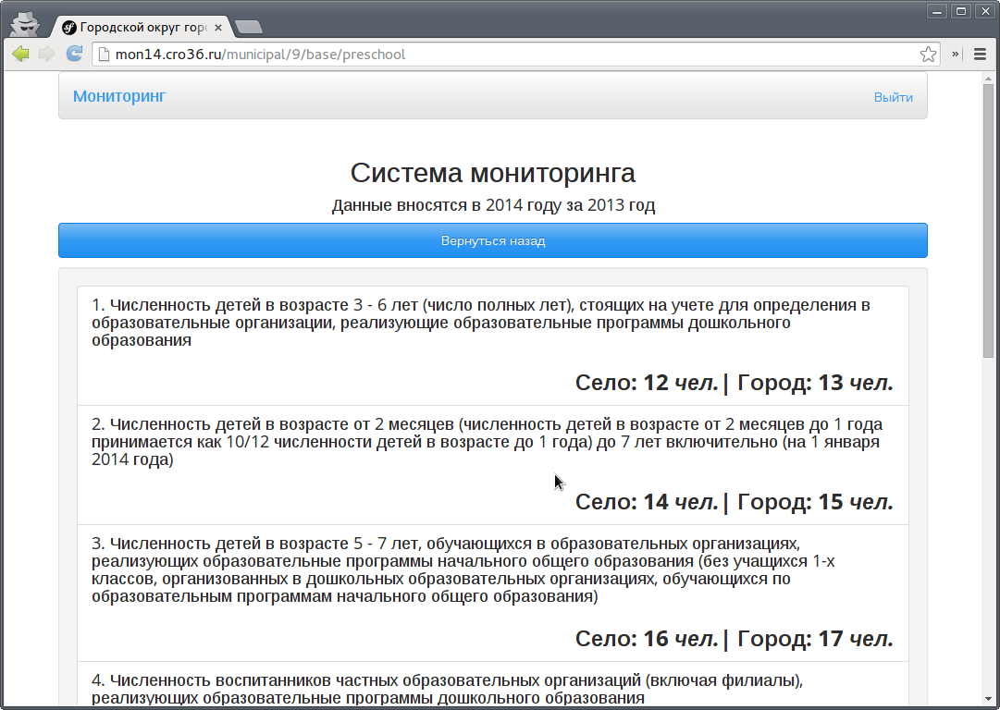 Городской округ горо
mon14.cro36.ru/municipal/9/base/preschool
»
Мониторинг
Выйти
Система мониторинга
Данные вносятся в 2014 году за 2013 год
Вернуться назад
1. Численность детей в возрасте 3 - 6 лет (число полных лет), стоящих на учете для определения в
образовательные организации, реализующие образовательные программы дошкольного
образования
Село: 12 чел.| Город: 13 чел.
2. Численность детей в возрасте от 2 месяцев (численность детей в возрасте от 2 месяцев до 1 года
принимается как 10/12 численности детей в возрасте до 1 года) до 7 лет включительно (на 1 января
2014 года)
Село: 14 чел.| Город: 15 чел.
3. Численность детей в возрасте 5 - 7 лет, обучающихся в образовательных организациях,
реализующих образовательные программы начального общего образования (без учащихся 1-х
классов, организованных в дошкольных образовательных организациях, обучающихся по
образовательным программам начального общего образования)
Село: 16 чел.| Город: 17 чел.
4. Численность воспитанников частных образовательных организаций (включая филиалы),
реализующих образовательные программы дошкольного образования